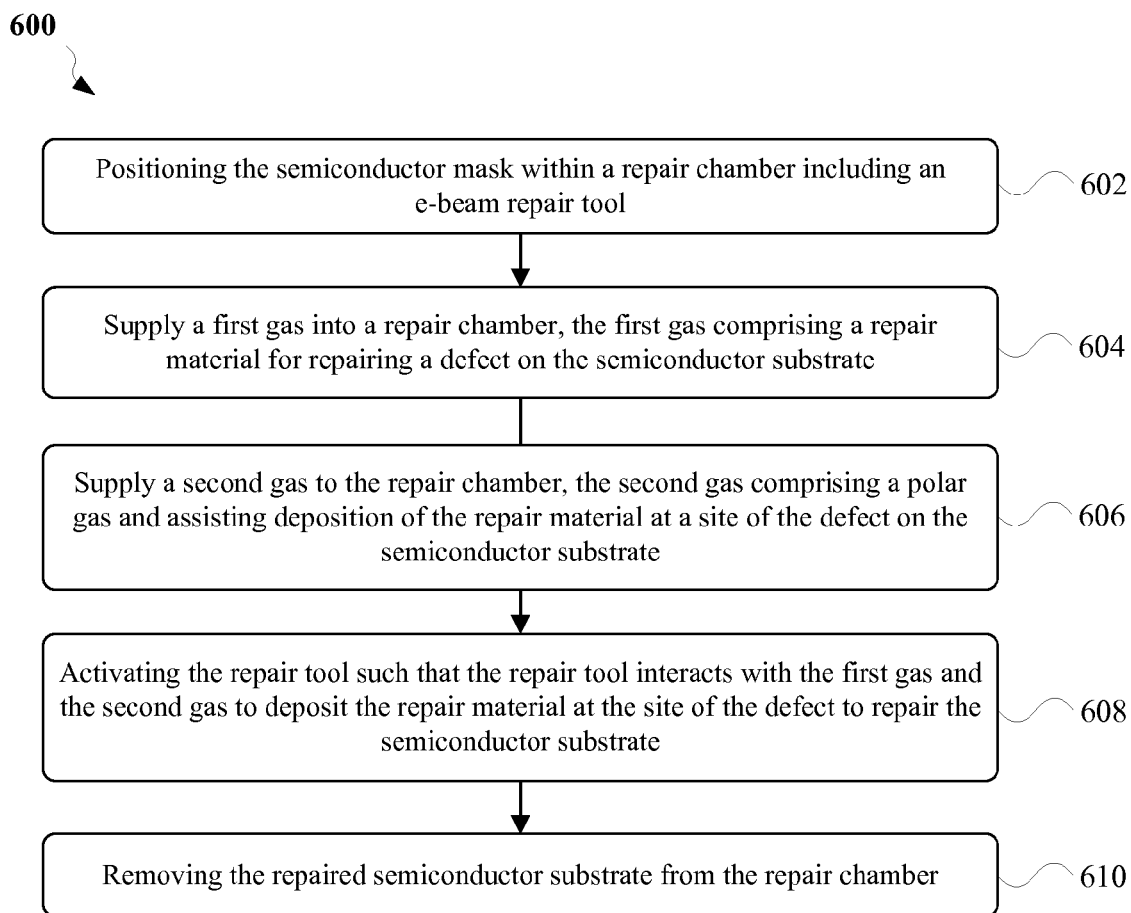 600
Positioning the semiconductor mask within a repair chamber including an
e-beam repair tool
602
Supply a first gas into a repair chamber, the first gas comprising a repair
material for repairing a defect on the semiconductor substrate
604
Supply a second gas to the repair chamber, the second gas comprising a polar
gas and assisting deposition of the repair material at a site of the defect on the
semiconductor substrate
606
Activating the repair tool such that the repair tool interacts with the first gas and
the second gas to deposit the repair material at the site of the defect to repair the
semiconductor substrate
608
Removing the repaired semiconductor substrate from the repair chamber
610